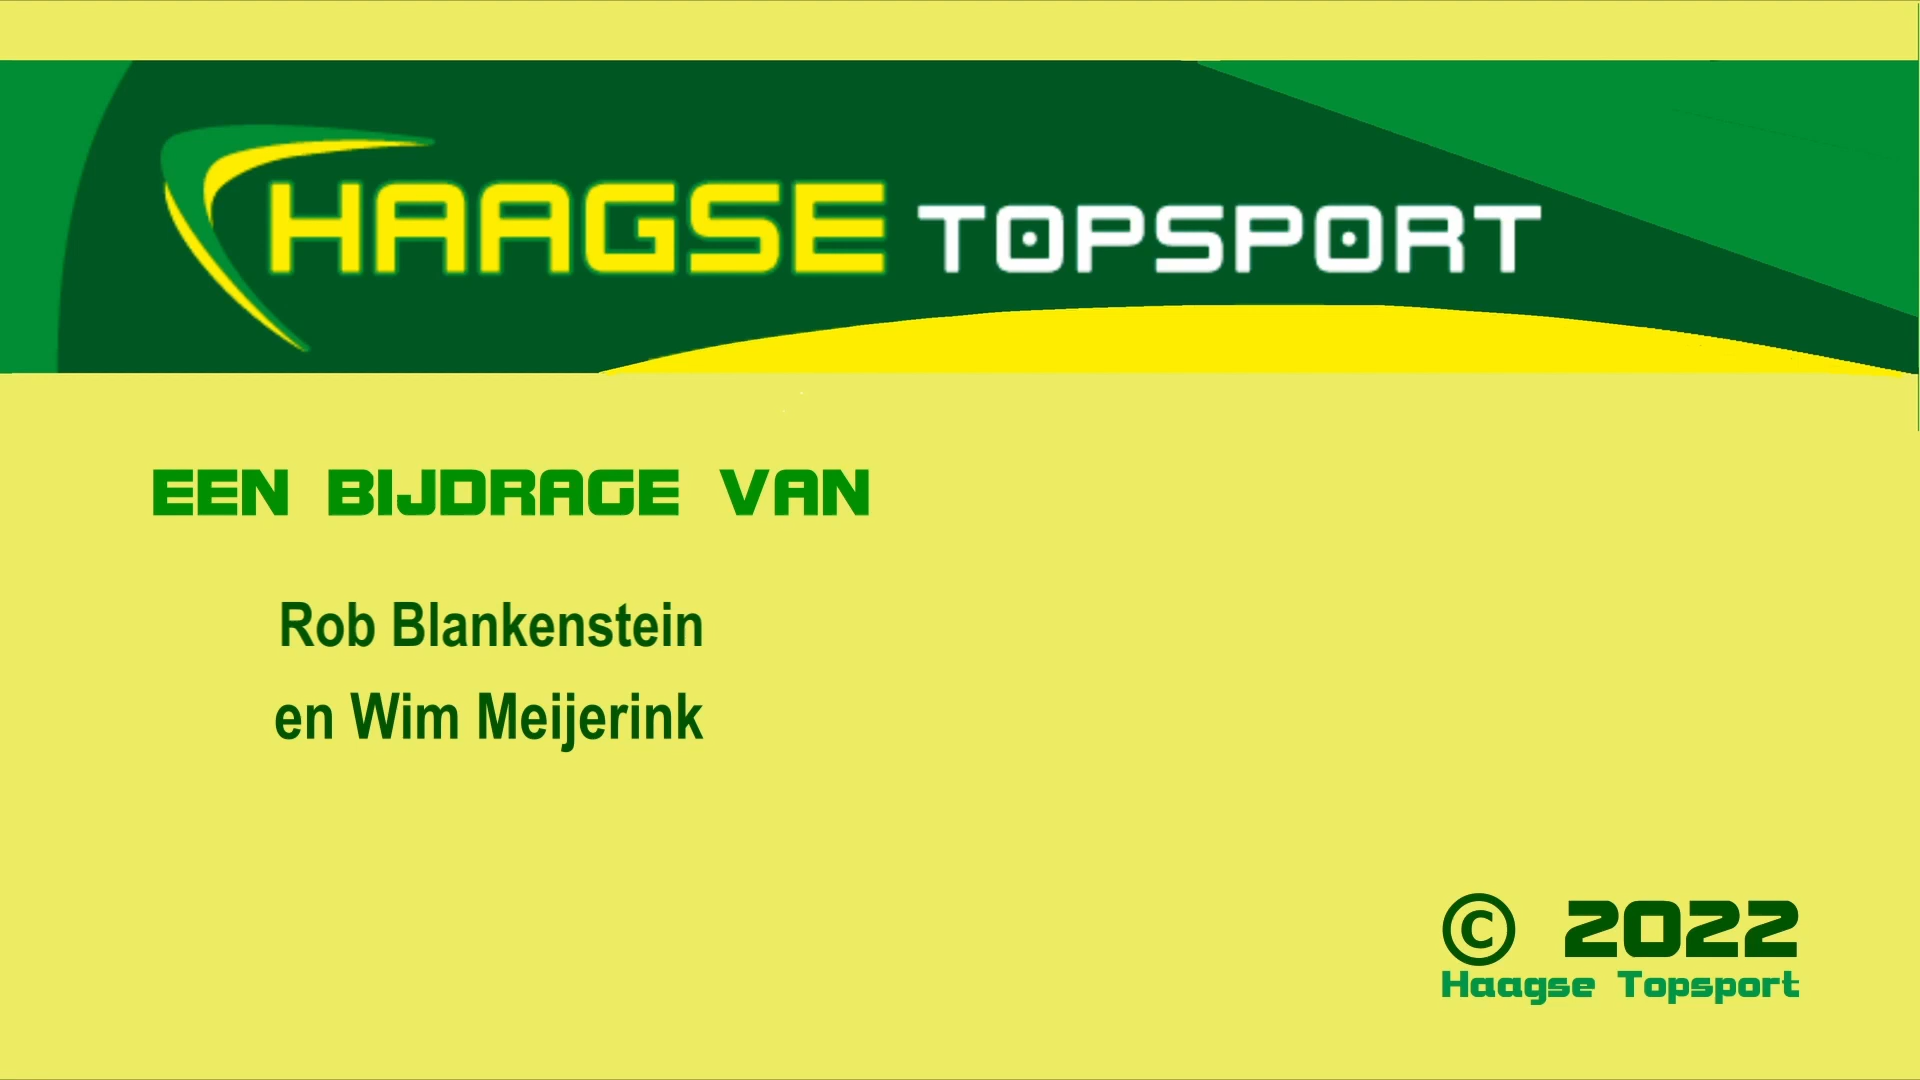 HAAGSE TOPSPORT
EEN BIJDRAGE VAN
Rob Blankenstein
en Wim Meijerink
© 2022
Haagse Topsport